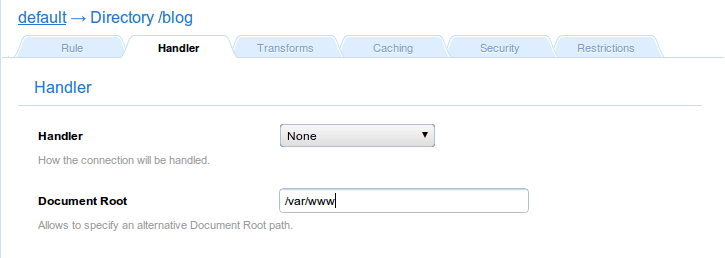 default → Directory /blog
Rule Handler Transforms Caching Security Restrictions
Handler
Handler None
How the connection will be handled.
Document Root /var/www
Allows to specify an alternative Document Root path.